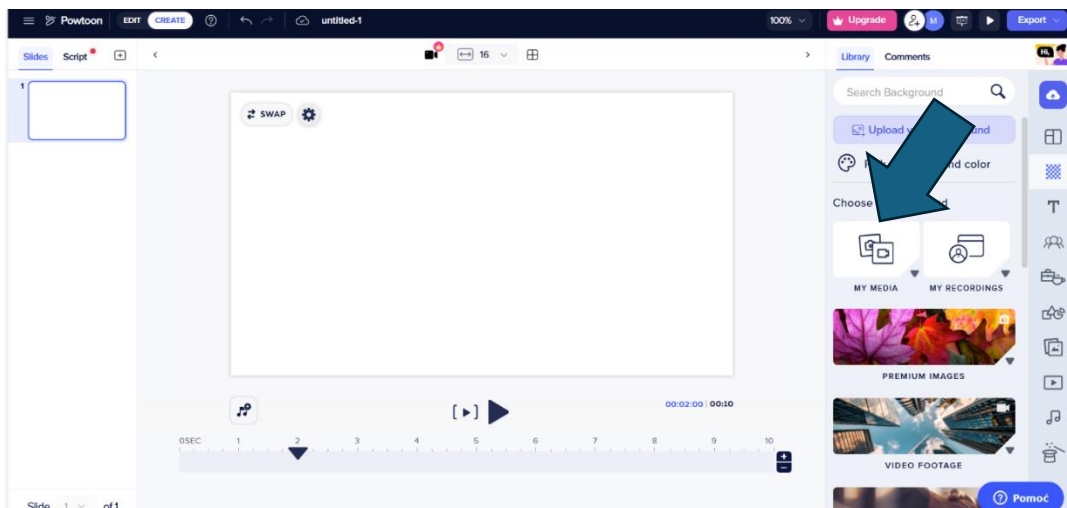 Powtoon EDIT CREATE untitled-1 100% Upgrade M Export
Slides Script 16 Library Comments Hi,
1
Search Background
SWAP
Upload nd
nd color
Choose
T
MY MEDIA MY RECORDINGS
PREMIUM IMAGES
00:02:00 00:10
0SEC 1 2 3 4 5 6 7 8 9 10
VIDEO FOOTAGE
Slide 1 of 1
Pomoć